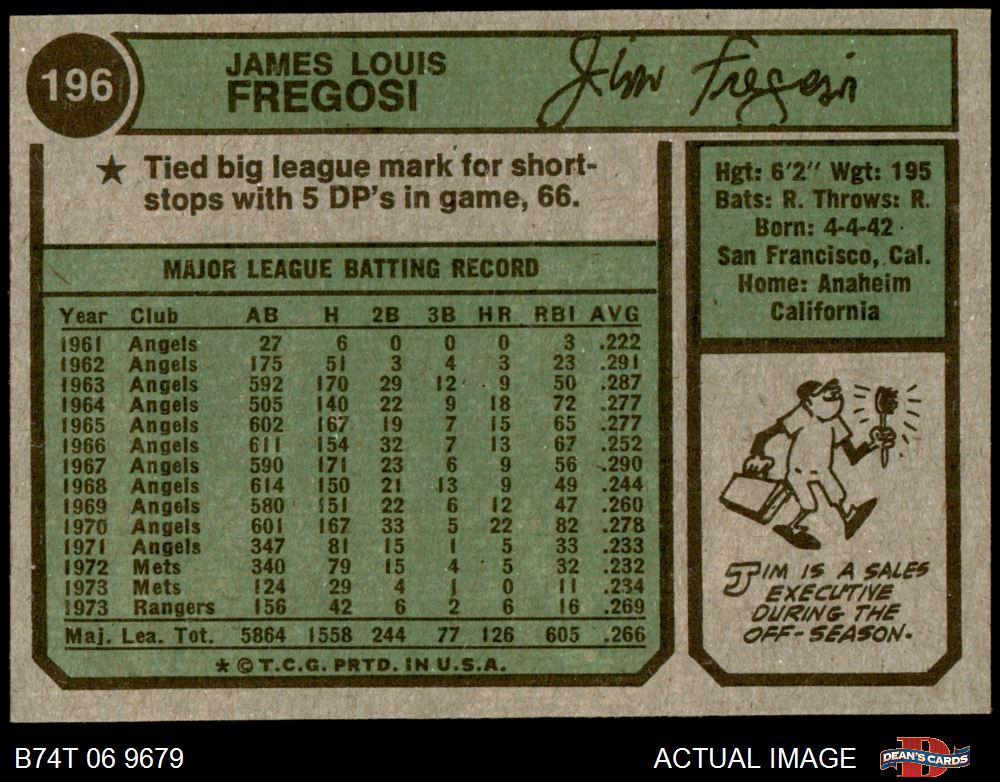 196
JAMES LOUIS
FREGOSI
Jim Fregosi
★ Tied big league mark for short-
stops with 5 DP's in game, 66.
MAJOR LEAGUE BATTING RECORD
Year Club AB H 2B 3B HR RBI AVG
1961 Angels 27 6 0 0 0 3 .222
1962 Angels 175 51 3 4 3 23 .291
1963 Angels 592 170 29 12 9 50 .287
1964 Angels 505 140 22 9 18 72 .277
1965 Angels 602 167 19 7 15 65 .277
1966 Angels 611 154 32 7 13 67 .252
1967 Angels 590 171 23 6 9 56 .290
1968 Angels 614 150 21 13 9 49 .244
1969 Angels 580 151 22 6 12 47 .260
1970 Angels 601 167 33 5 22 82 .278
1971 Angels 347 81 15 1 5 33 .233
1972 Mets 340 79 15 4 5 32 .232
1973 Mets 124 29 4 1 0 11 .234
1973 Rangers 156 42 6 2 6 16 .269
Maj. Lea. Tot. 5864 1558 244 77 126 605 .266
★ © T.C.G. PRTD. IN U.S.A.
Hgt: 6'2" Wgt: 195
Bats: R. Throws: R.
Born: 4-4-42
San Francisco, Cal.
Home: Anaheim
California
JIM IS A SALES
EXECUTIVE
DURING THE
OFF-SEASON.
B74T 06 9679
ACTUAL IMAGE
DEAN'S CARDS